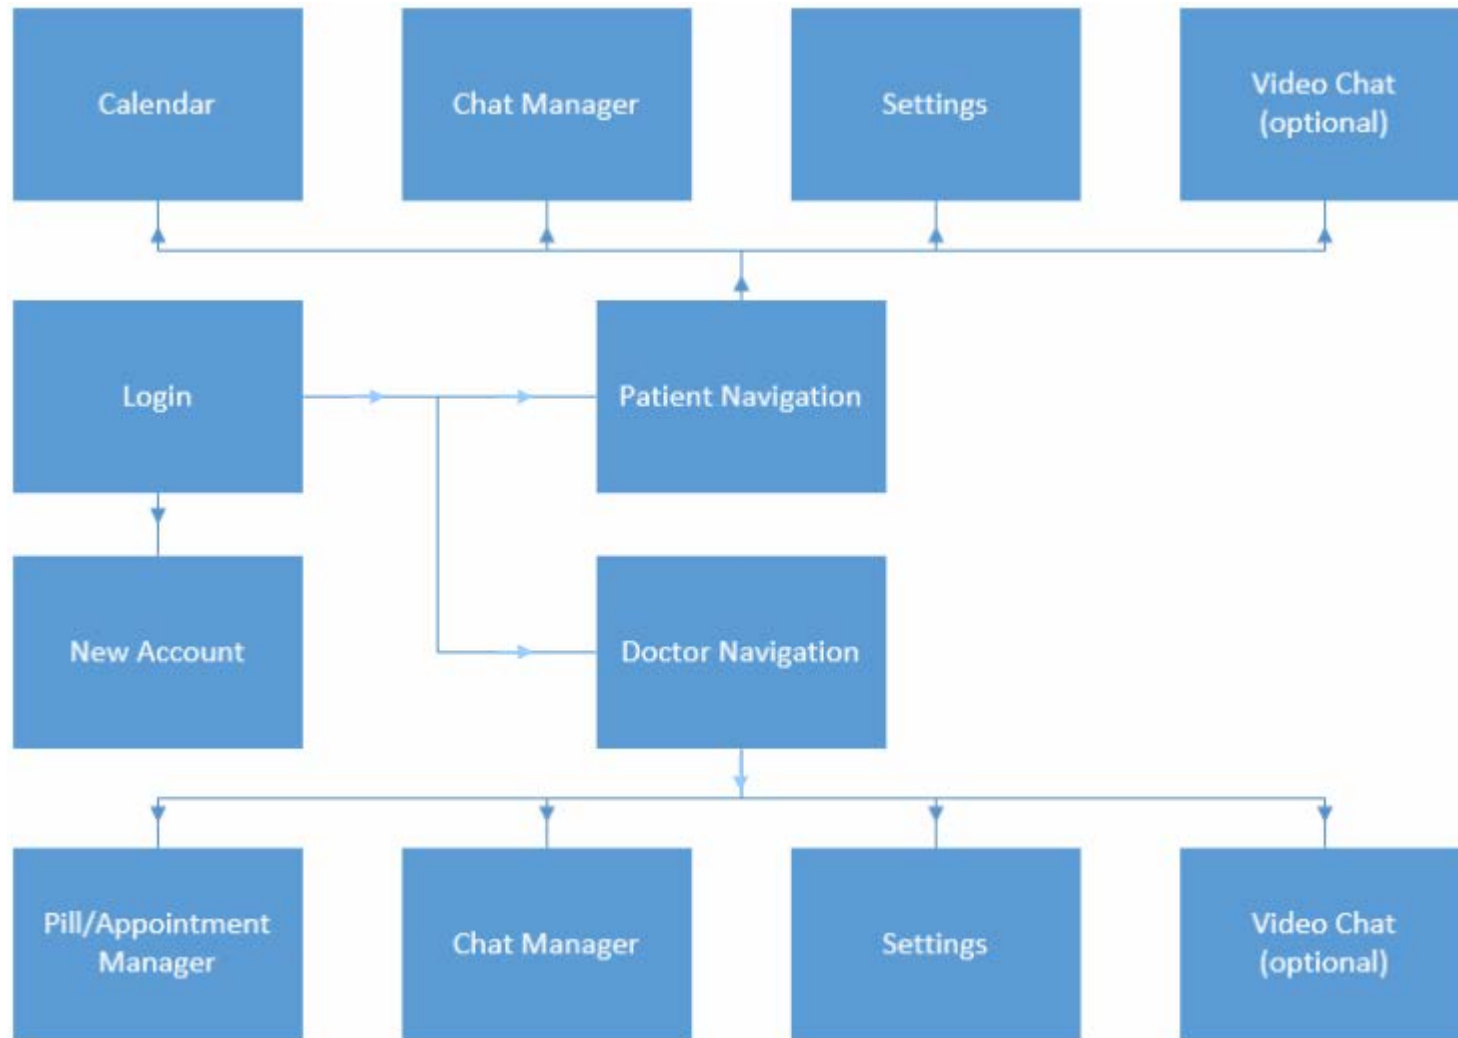 Calendar
Chat Manager
Settings
Video Chat
(optional)
Login
Patient Navigation
New Account
Doctor Navigation
Pill/Appointment
Manager
Chat Manager
Settings
Video Chat
(optional)